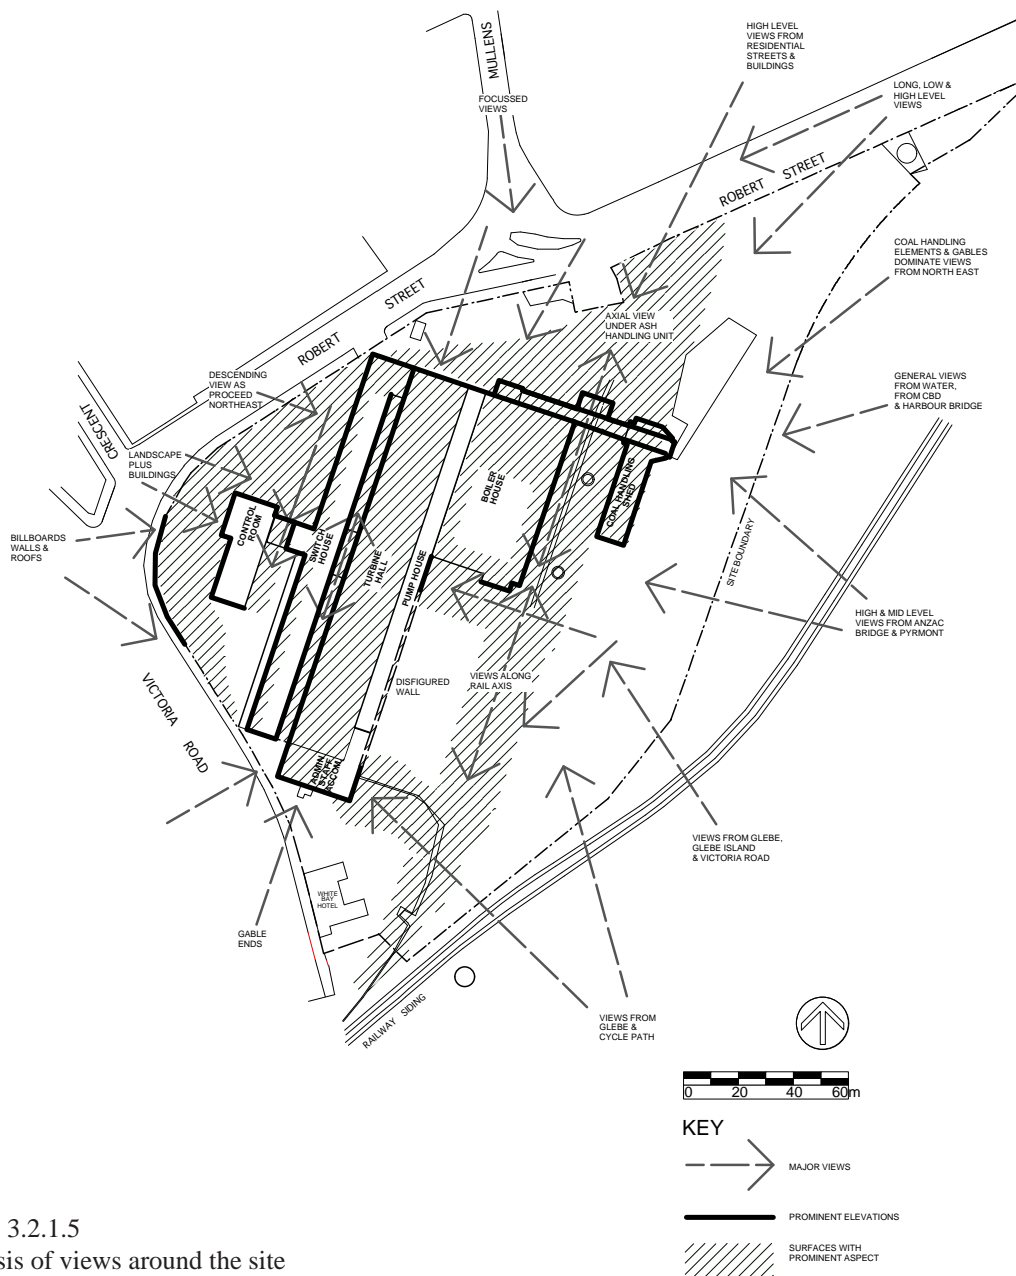 HIGH LEVEL
VIEWS FROM
RESIDENTIAL
STREETS &
BUILDINGS
MULLENS
FOCUSSED
VIEWS
LONG, LOW &
HIGH LEVEL
VIEWS
ROBERT STREET
COAL HANDLING
ELEMENTS & GABLES
DOMINATE VIEWS
FROM NORTH EAST
ROBERT STREET
AXIAL VIEW
UNDER ASH
HANDLING UNIT
DESCENDING
VIEW AS
PROCEED
NORTHEAST
GENERAL VIEWS
FROM WATER,
FROM CBD
& HARBOUR BRIDGE
CRESCENT
LANDSCAPE
PLUS
BUILDINGS
BILLBOARDS
WALLS &
ROOFS
CONTROL
ROOM
SWITCH
HOUSE
TURBINE
HALL
PUMP HOUSE
BOILER
HOUSE
COAL HANDLING
SHED
SITE BOUNDARY
HIGH & MID LEVEL
VIEWS FROM ANZAC
BRIDGE & PYRMONT
VICTORIA ROAD
DISFIGURED
WALL
VIEWS ALONG
RAIL AXIS
ADMIN.
STAFF
ACCOM.
VIEWS FROM GLEBE,
GLEBE ISLAND
& VICTORIA ROAD
WHITE
BAY
HOTEL
GABLE
ENDS
RAILWAY SIDING
VIEWS FROM
GLEBE &
CYCLE PATH
0 20 40 60m
KEY
MAJOR VIEWS
PROMINENT ELEVATIONS
SURFACES WITH
PROMINENT ASPECT
3.2.1.5
sis of views around the site